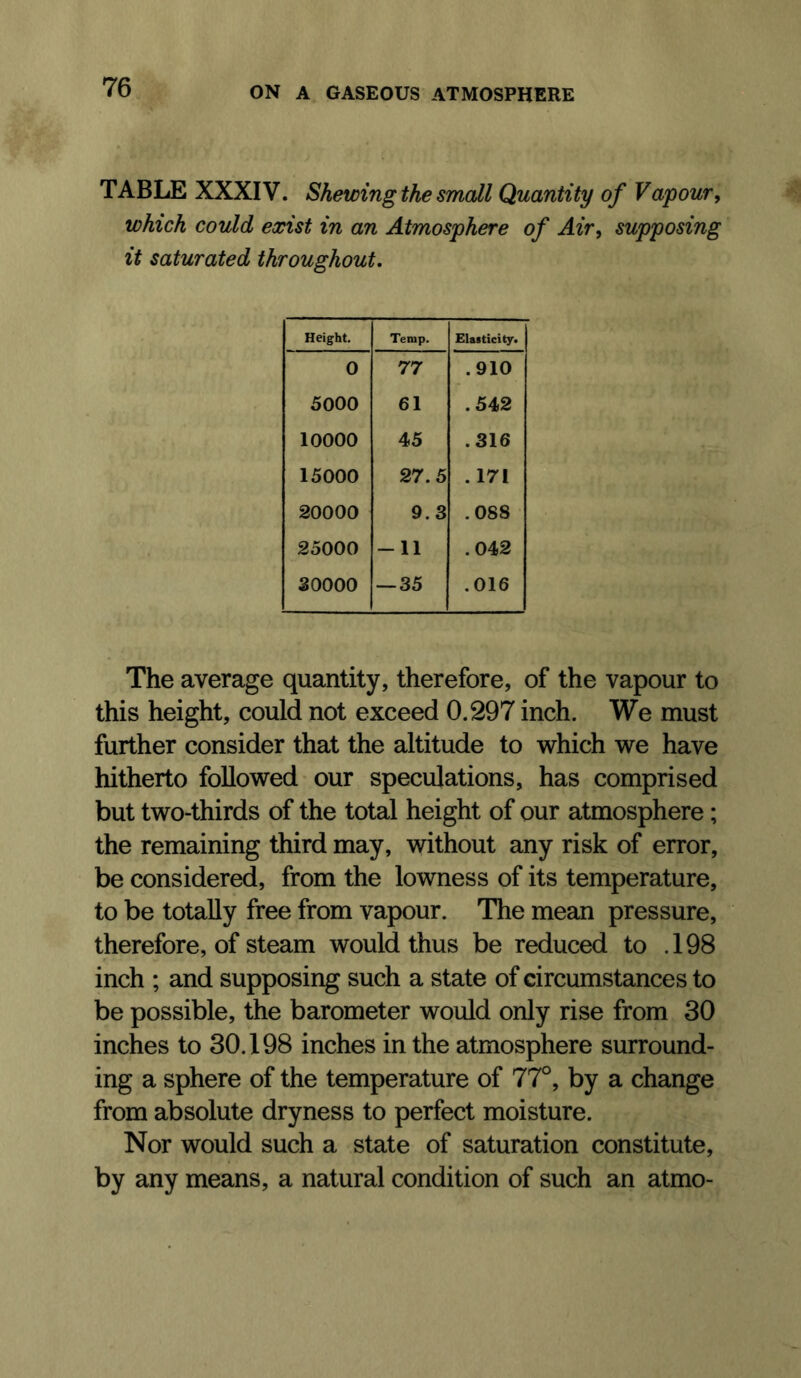 76
ON A GASEOUS ATMOSPHERE
TABLE XXXIV. Shewing the small Quantity of Vapour,
which could exist in an Atmosphere of Air, supposing
it saturated throughout.
Height. Temp. Elasticity.
0 77 .910
5000 61 .542
10000 45 .316
15000 27.5 .171
20000 9.3 .088
25000 —11 .042
30000 —35 .016
The average quantity, therefore, of the vapour to
this height, could not exceed 0.297 inch. We must
further consider that the altitude to which we have
hitherto followed our speculations, has comprised
but two-thirds of the total height of our atmosphere;
the remaining third may, without any risk of error,
be considered, from the lowness of its temperature,
to be totally free from vapour. The mean pressure,
therefore, of steam would thus be reduced to .198
inch ; and supposing such a state of circumstances to
be possible, the barometer would only rise from 30
inches to 30.198 inches in the atmosphere surround-
ing a sphere of the temperature of 77°, by a change
from absolute dryness to perfect moisture.
Nor would such a state of saturation constitute,
by any means, a natural condition of such an atmo-